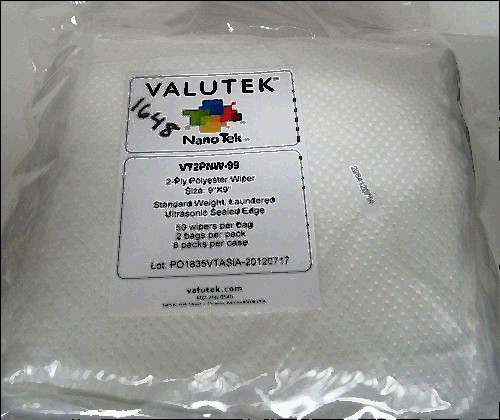 VALUTEK™
1648
NanoTek
VT2PNW-99
2-Ply Polyester Wiper
Size: 9"X9"
Standard Weight, Laundered
Ultrasonic Sealed Edge
50 wipers per bag
2 bags per pack
8 packs per case
Lot: PO1835VTASIA-20120717
valutek.com